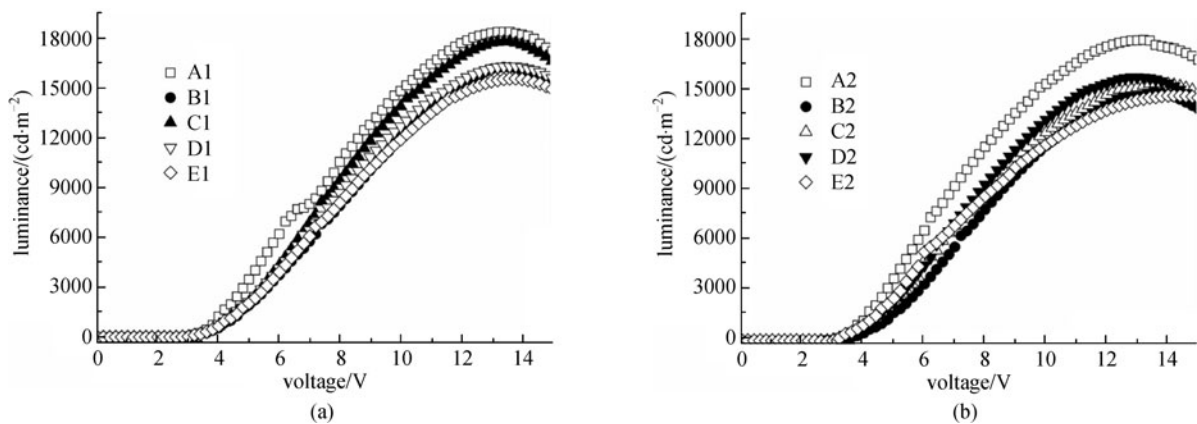 18000
15000
12000
9000
6000
3000
0
luminance/(cd·m⁻²)
□ A1
● B1
▲ C1
▽ D1
◇ E1
0 2 4 6 8 10 12 14
voltage/V
(a)
18000
15000
12000
9000
6000
3000
0
luminance/(cd·m⁻²)
□ A2
● B2
△ C2
▼ D2
◇ E2
0 2 4 6 8 10 12 14
voltage/V
(b)